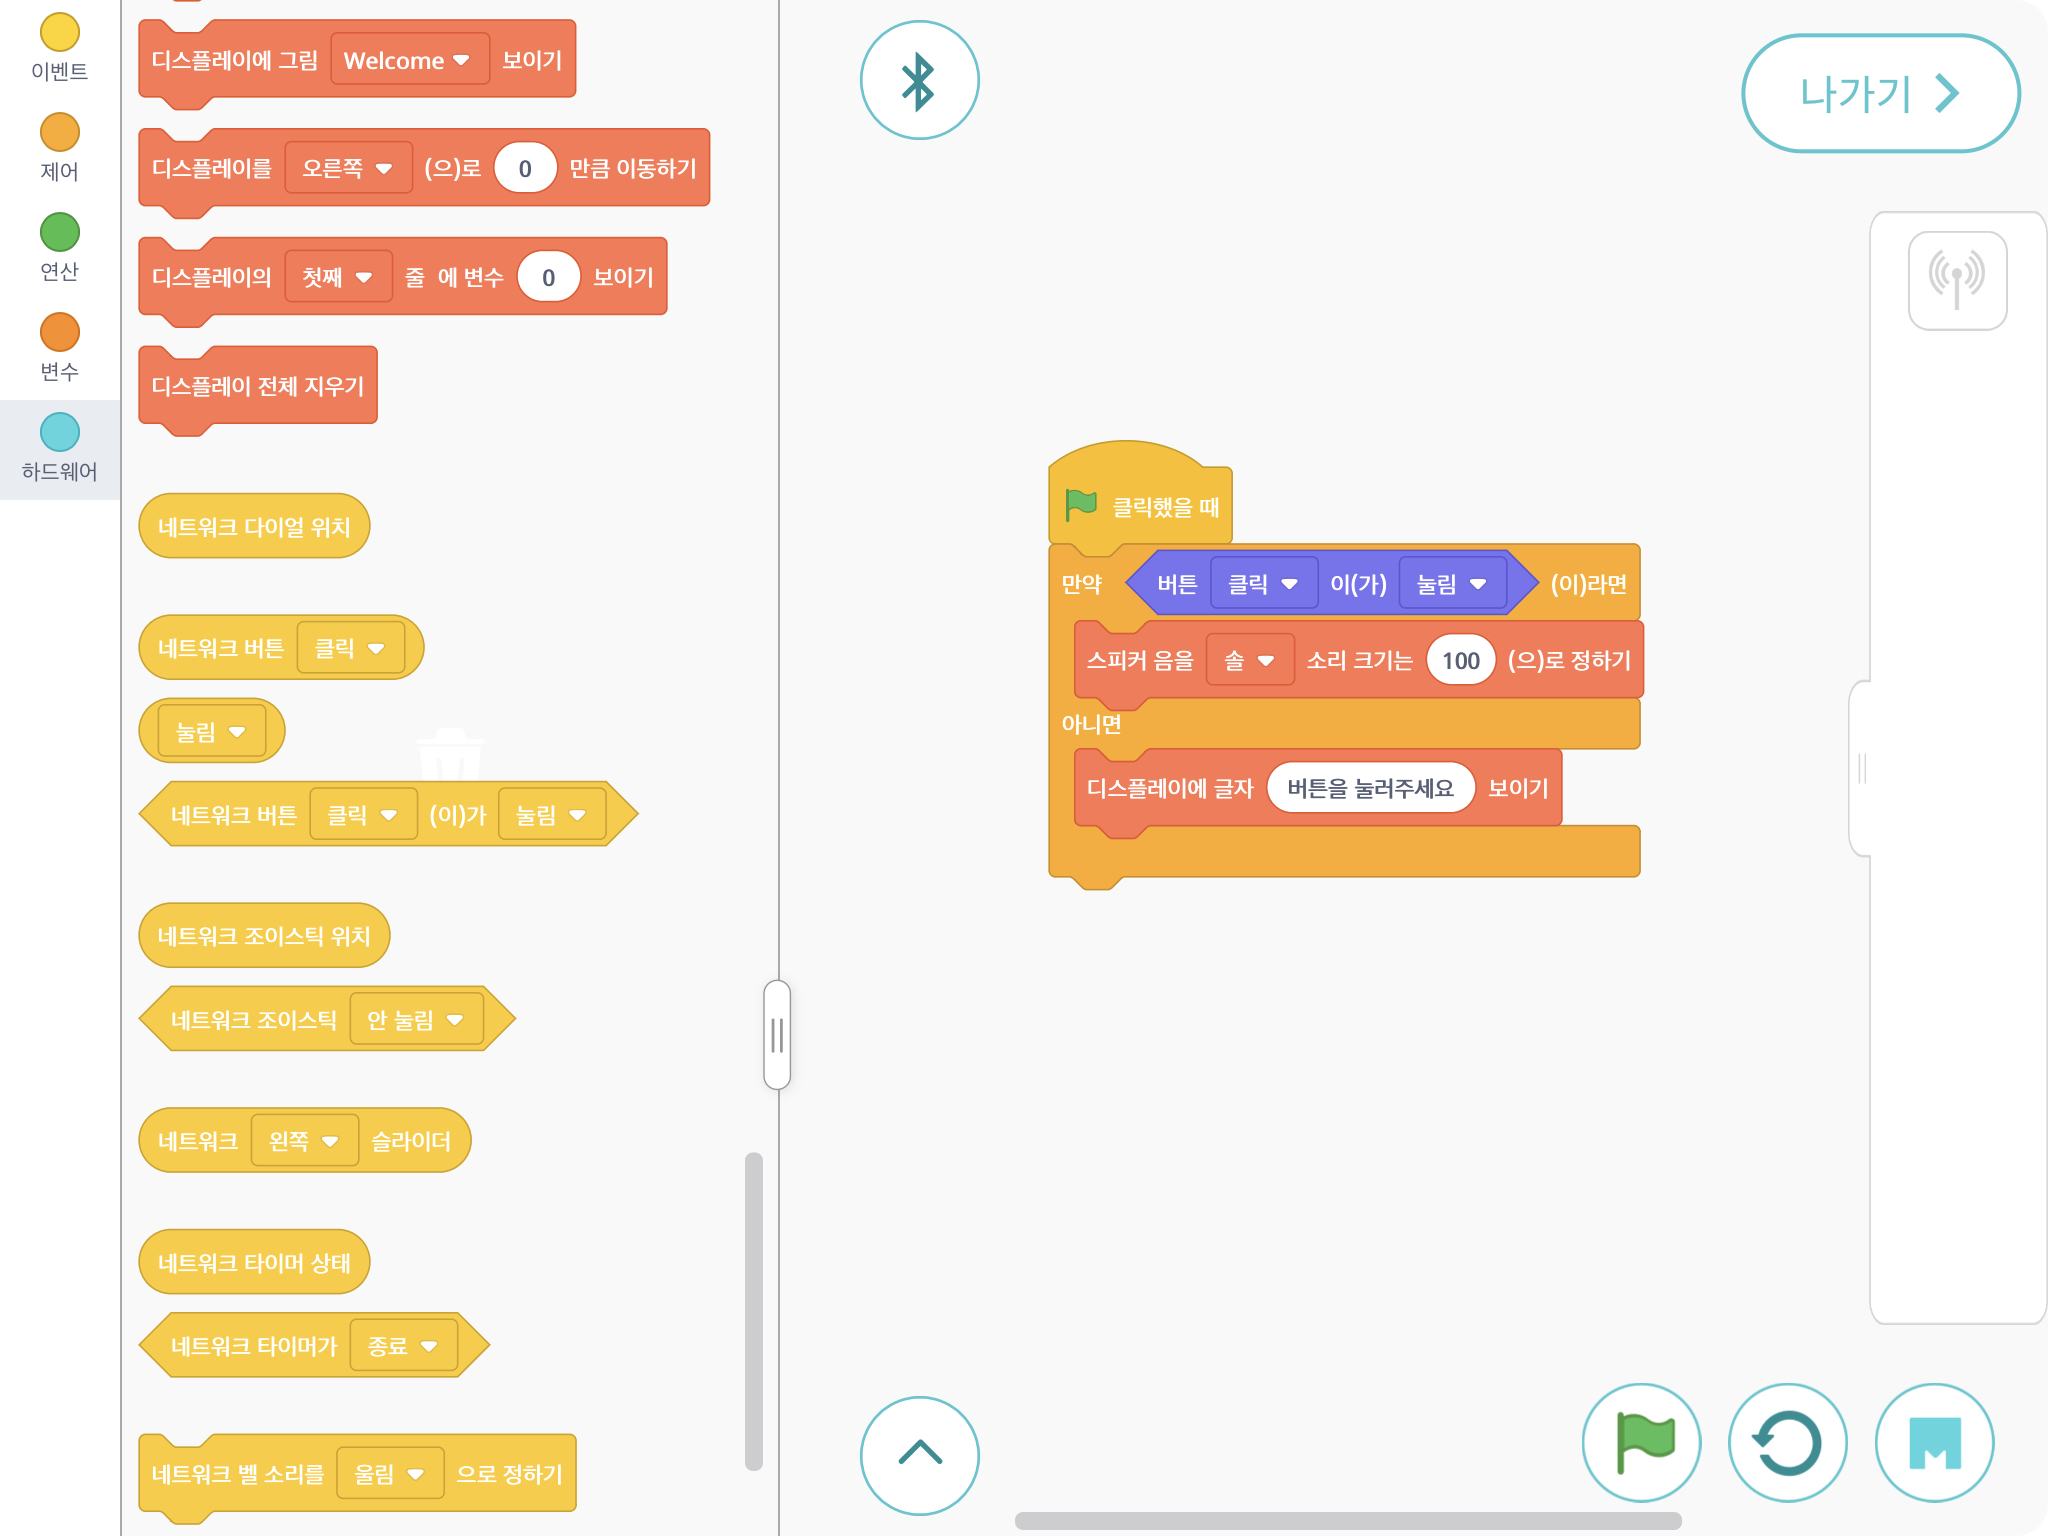 이벤트
제어
연산
변수
하드웨어
디스플레이에 그림 Welcome 보이기
디스플레이를 오른쪽 (으)로 0 만큼 이동하기
디스플레이의 첫째 줄 에 변수 0 보이기
디스플레이 전체 지우기
네트워크 다이얼 위치
네트워크 버튼 클릭
눌림
네트워크 버튼 클릭 (이)가 눌림
네트워크 조이스틱 위치
네트워크 조이스틱 안 눌림
네트워크 왼쪽 슬라이더
네트워크 타이머 상태
네트워크 타이머가 종료
네트워크 벨 소리를 울림 으로 정하기
나가기
클릭했을 때
만약 버튼 클릭 이(가) 눌림 (이)라면
스피커 음을 솔 소리 크기는 100 (으)로 정하기
아니면
디스플레이에 글자 버튼을 눌러주세요 보이기